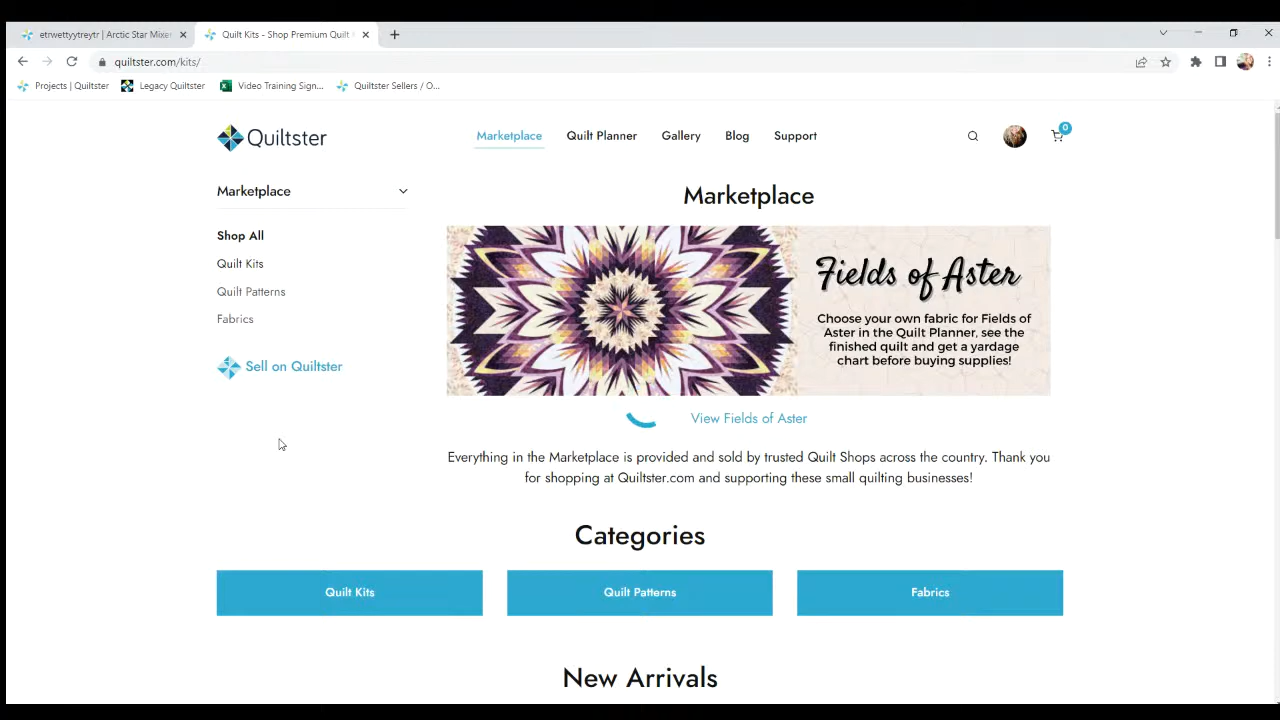 etrwettyytreytr | Arctic Star Mixer
Quilt Kits - Shop Premium Quilt
quiltster.com/kits/
Projects | Quiltster
Legacy Quiltster
Video Training Sign...
Quiltster Sellers / O...
Quiltster
Marketplace
Quilt Planner
Gallery
Blog
Support
0
Marketplace
Shop All
Quilt Kits
Quilt Patterns
Fabrics
Sell on Quiltster
Marketplace
Fields of Aster
Choose your own fabric for Fields of
Aster in the Quilt Planner, see the
finished quilt and get a yardage
chart before buying supplies!
View Fields of Aster
Everything in the Marketplace is provided and sold by trusted Quilt Shops across the country. Thank you
for shopping at Quiltster.com and supporting these small quilting businesses!
Categories
Quilt Kits
Quilt Patterns
Fabrics
New Arrivals